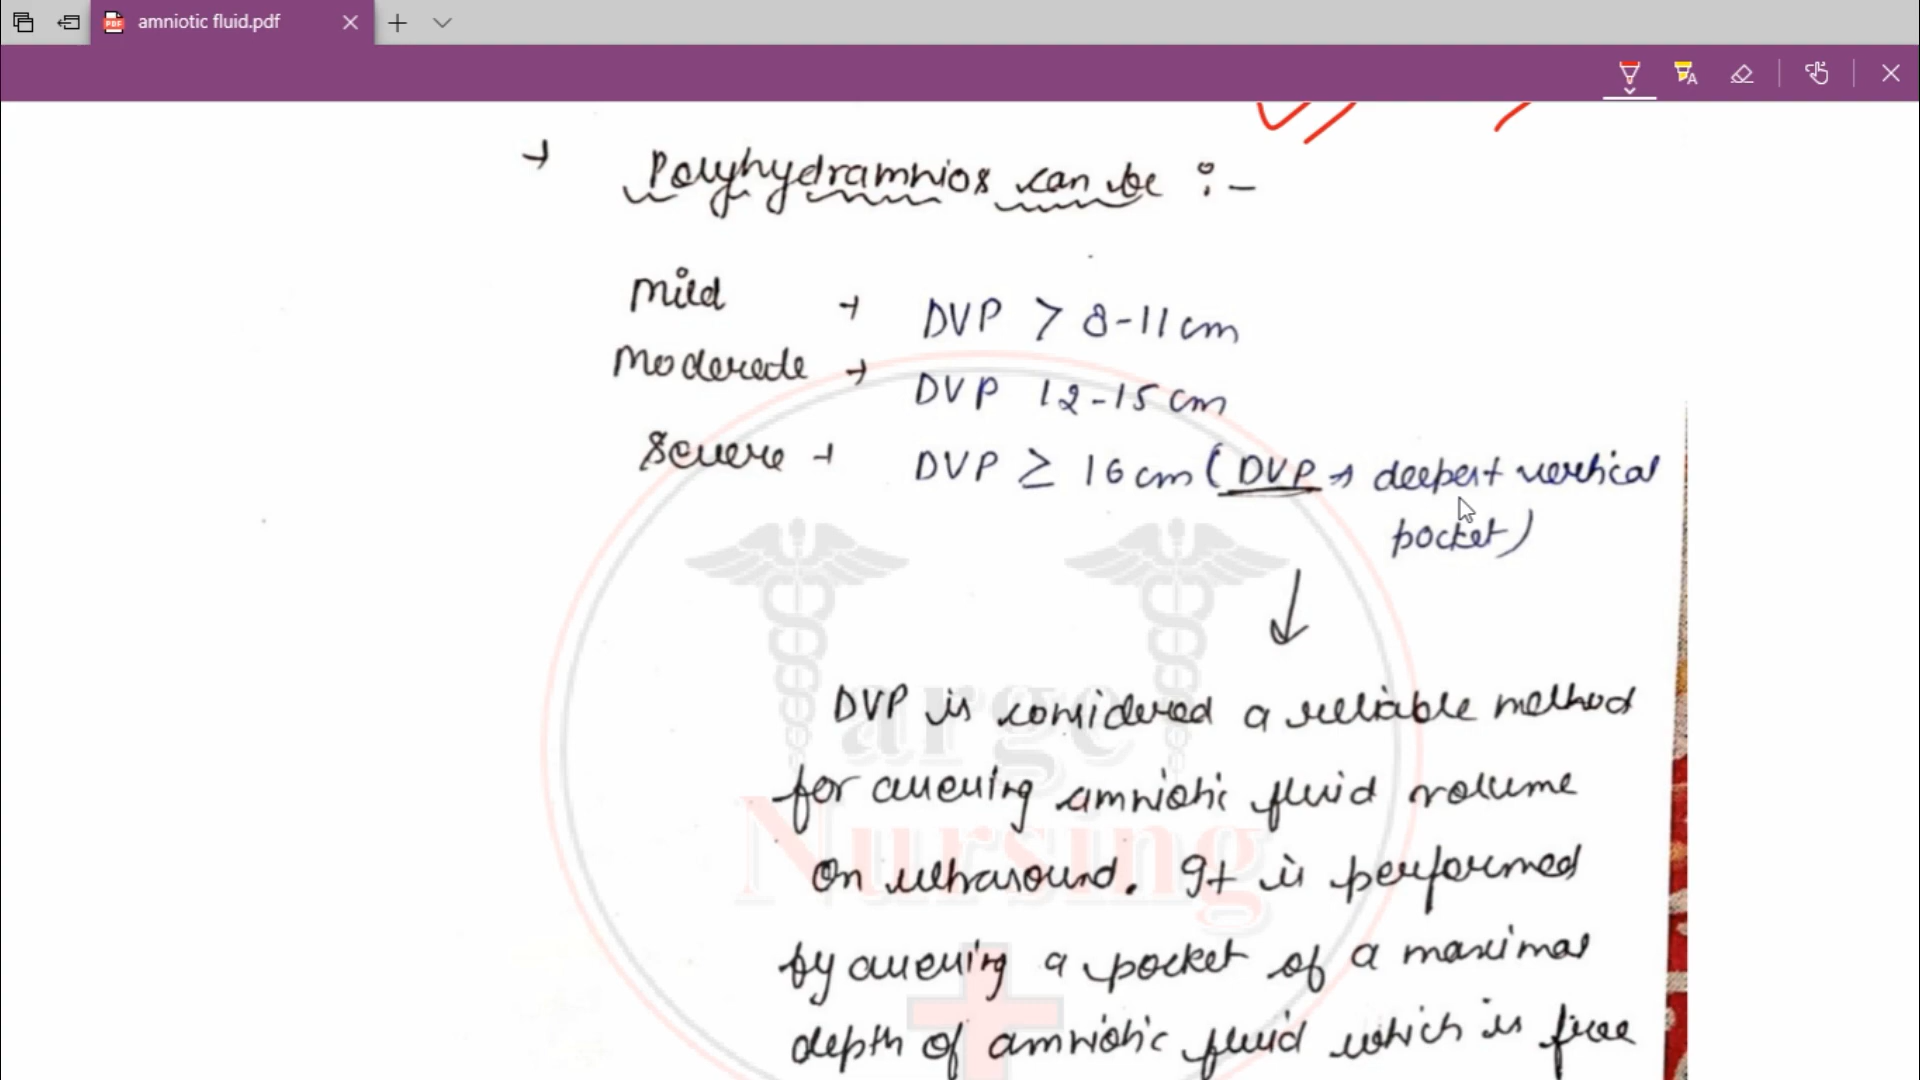 amniotic fluid.pdf
→ Polyhydramnios can be :-
Mild → DVP > 8-11 cm
Moderate → DVP 12-15 cm
Severe → DVP ≥ 16 cm ( DVP → deepest vertical
pocket )
↓
DVP is considered a reliable method
for assessing amniotic fluid volume
on ultrasound. It is performed
by assessing a pocket of a maximal
depth of amniotic fluid which is free
arge
Nursing